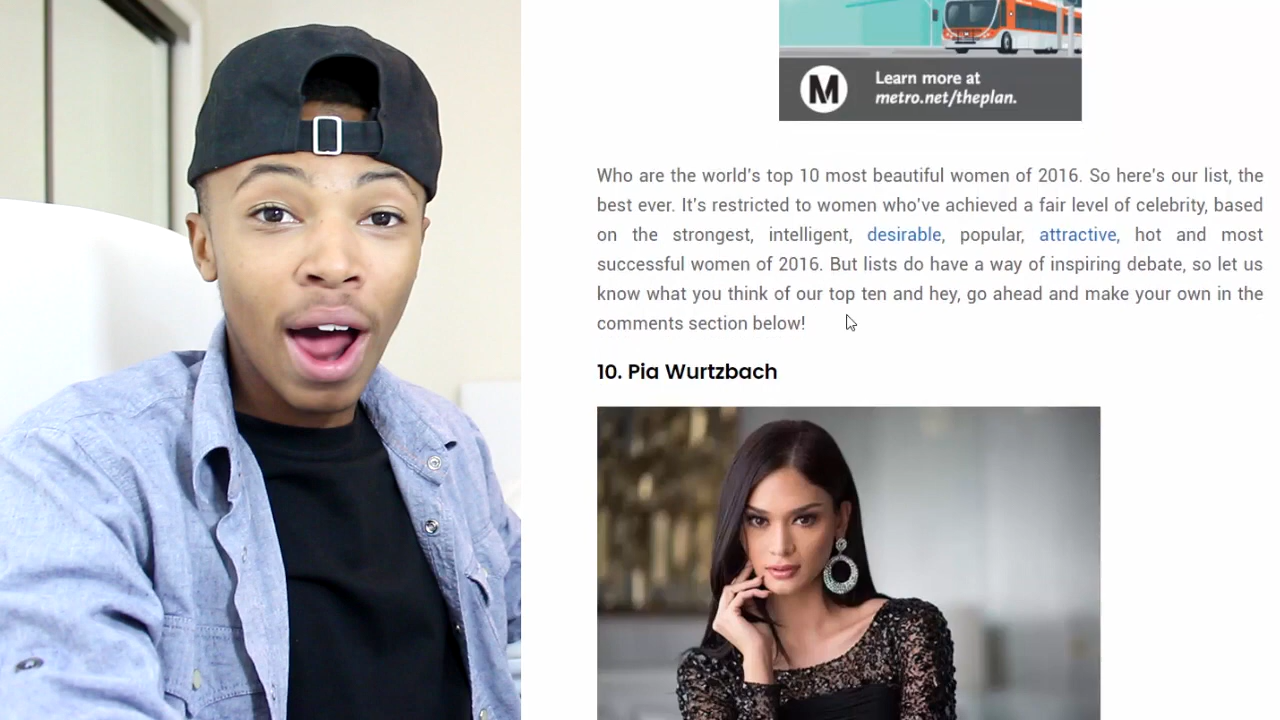 M
Learn more at
metro.net/theplan.
Who are the world's top 10 most beautiful women of 2016. So here's our list, the
best ever. It's restricted to women who've achieved a fair level of celebrity, based
on the strongest, intelligent, desirable, popular, attractive, hot and most
successful women of 2016. But lists do have a way of inspiring debate, so let us
know what you think of our top ten and hey, go ahead and make your own in the
comments section below!
10. Pia Wurtzbach